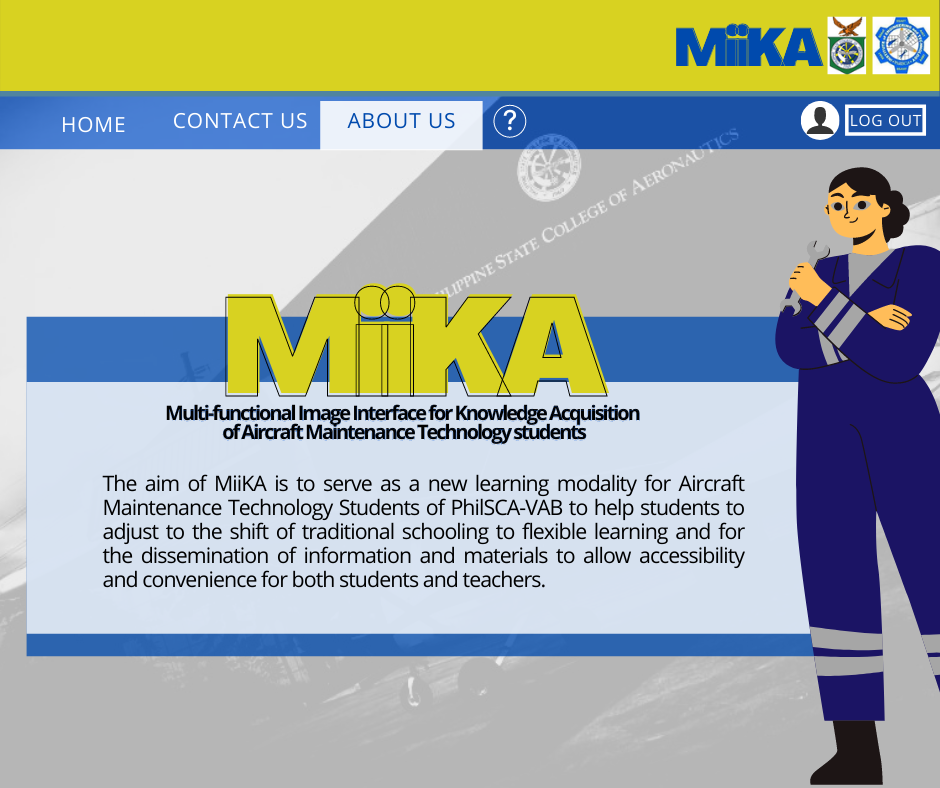 MiiKA
HOME
CONTACT US
ABOUT US
?
LOG OUT
PHILIPPINE STATE COLLEGE OF AERONAUTICS
MiiKA
Multi-functional Image Interface for Knowledge Acquisition
of Aircraft Maintenance Technology students
The aim of MiiKA is to serve as a new learning modality for Aircraft
Maintenance Technology Students of PhilSCA-VAB to help students to
adjust to the shift of traditional schooling to flexible learning and for
the dissemination of information and materials to allow accessibility
and convenience for both students and teachers.